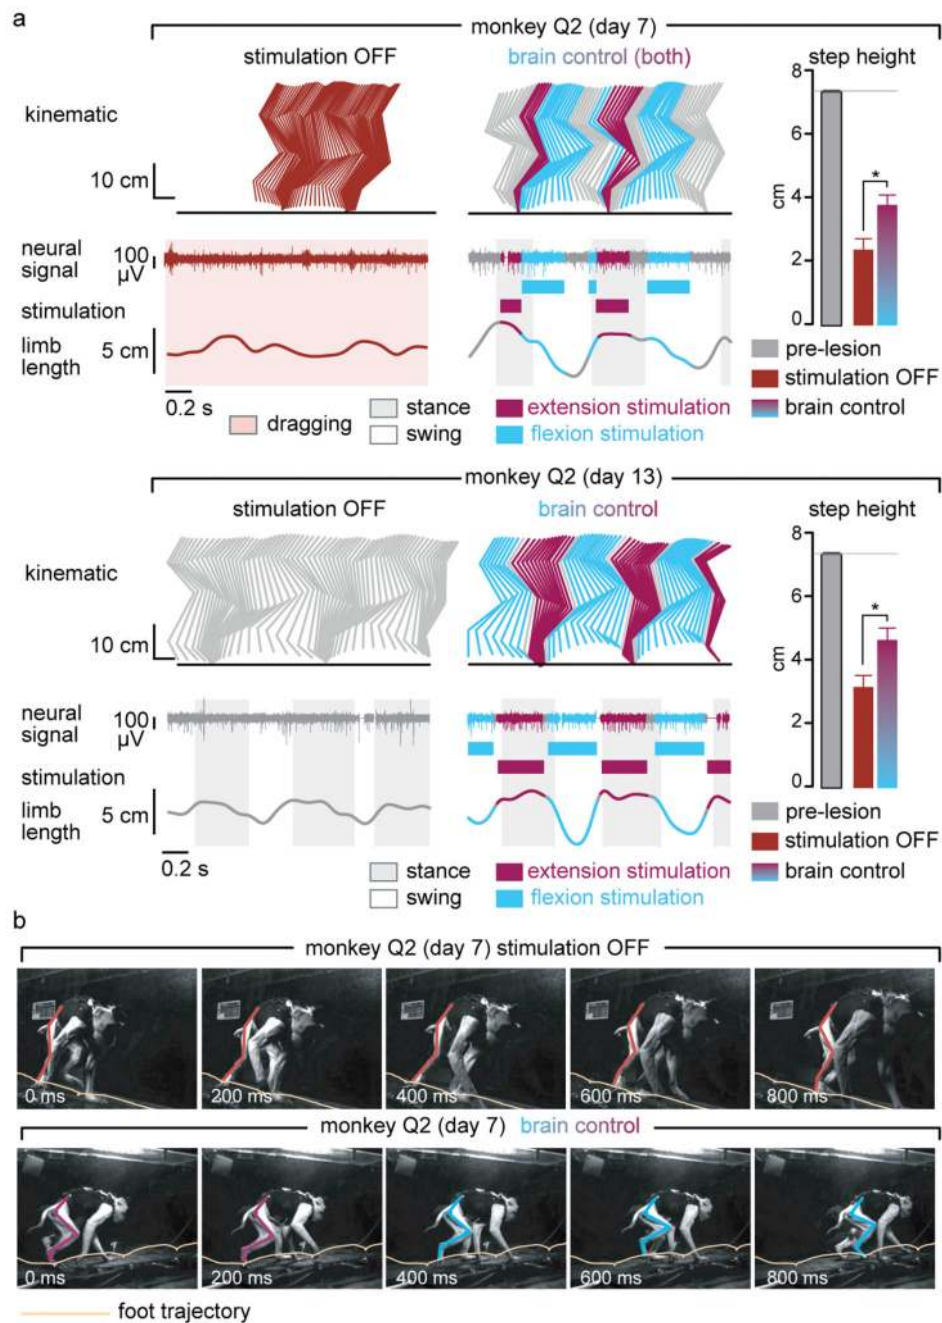 a
monkey Q2 (day 7)
stimulation OFF
brain control (both)
step height
kinematic
10 cm
8
6
4
2
0
cm
*
neural
signal
100
µV
stimulation
limb
length
5 cm
0.2 s
dragging
stance
swing
extension stimulation
flexion stimulation
pre-lesion
stimulation OFF
brain control
monkey Q2 (day 13)
stimulation OFF
brain control
step height
kinematic
10 cm
8
6
4
2
0
cm
*
neural
signal
100
µV
stimulation
limb
length
5 cm
0.2 s
stance
swing
extension stimulation
flexion stimulation
pre-lesion
stimulation OFF
brain control
b
monkey Q2 (day 7) stimulation OFF
0 ms
200 ms
400 ms
600 ms
800 ms
monkey Q2 (day 7) brain control
0 ms
200 ms
400 ms
600 ms
800 ms
foot trajectory